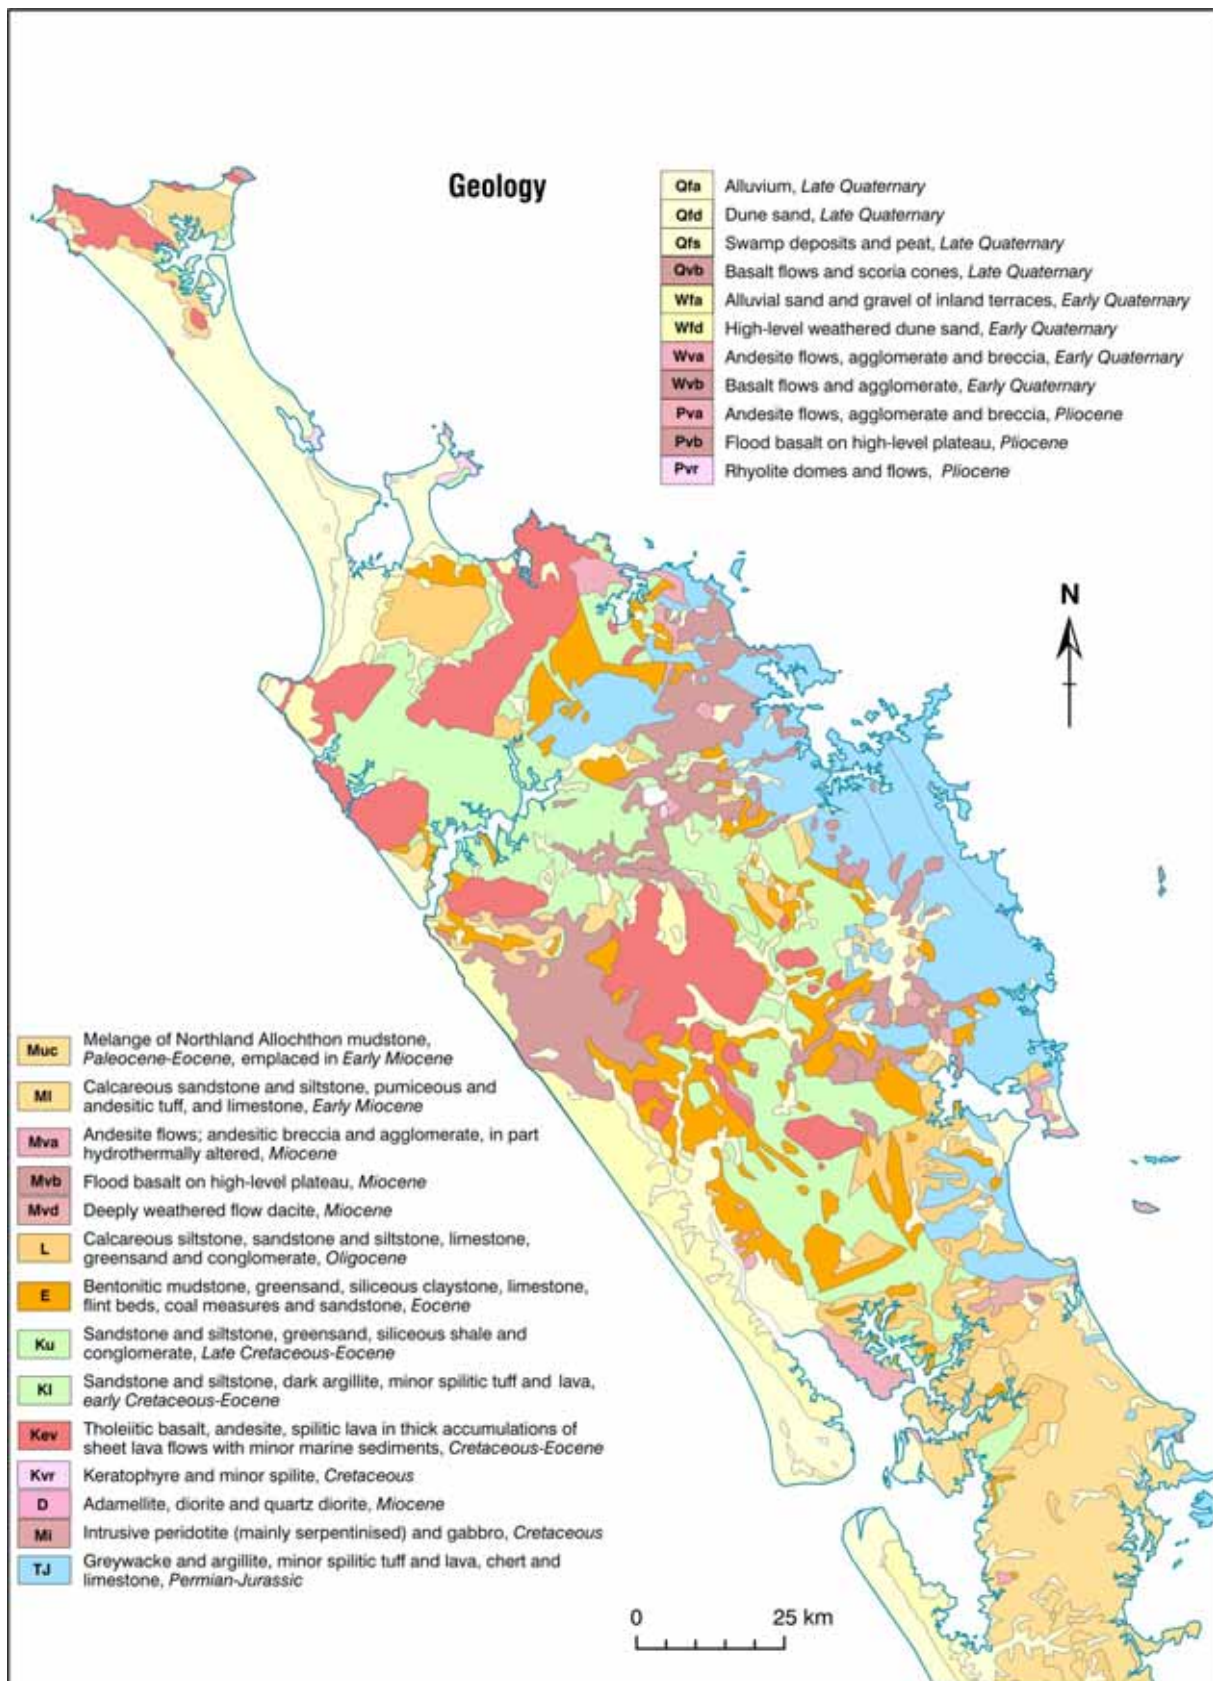 Geology
Qfa Alluvium, Late Quaternary
Qfd Dune sand, Late Quaternary
Qfs Swamp deposits and peat, Late Quaternary
Qvb Basalt flows and scoria cones, Late Quaternary
Wfa Alluvial sand and gravel of inland terraces, Early Quaternary
Wfd High-level weathered dune sand, Early Quaternary
Wva Andesite flows, agglomerate and breccia, Early Quaternary
Wvb Basalt flows and agglomerate, Early Quaternary
Pva Andesite flows, agglomerate and breccia, Pliocene
Pvb Flood basalt on high-level plateau, Pliocene
Pvr Rhyolite domes and flows, Pliocene
N
Muc Melange of Northland Allochthon mudstone,
Paleocene-Eocene, emplaced in Early Miocene
Ml Calcareous sandstone and siltstone, pumiceous and
andesitic tuff, and limestone, Early Miocene
Mva Andesite flows; andesitic breccia and agglomerate, in part
hydrothermally altered, Miocene
Mvb Flood basalt on high-level plateau, Miocene
Mvd Deeply weathered flow dacite, Miocene
L Calcareous siltstone, sandstone and siltstone, limestone,
greensand and conglomerate, Oligocene
E Bentonitic mudstone, greensand, siliceous claystone, limestone,
flint beds, coal measures and sandstone, Eocene
Ku Sandstone and siltstone, greensand, siliceous shale and
conglomerate, Late Cretaceous-Eocene
Kl Sandstone and siltstone, dark argillite, minor spilitic tuff and lava,
early Cretaceous-Eocene
Kev Tholeiitic basalt, andesite, spilitic lava in thick accumulations of
sheet lava flows with minor marine sediments, Cretaceous-Eocene
Kvr Keratophyre and minor spilite, Cretaceous
D Adamellite, diorite and quartz diorite, Miocene
Mi Intrusive peridotite (mainly serpentinised) and gabbro, Cretaceous
TJ Greywacke and argillite, minor spilitic tuff and lava, chert and
limestone, Permian-Jurassic
0 25 km